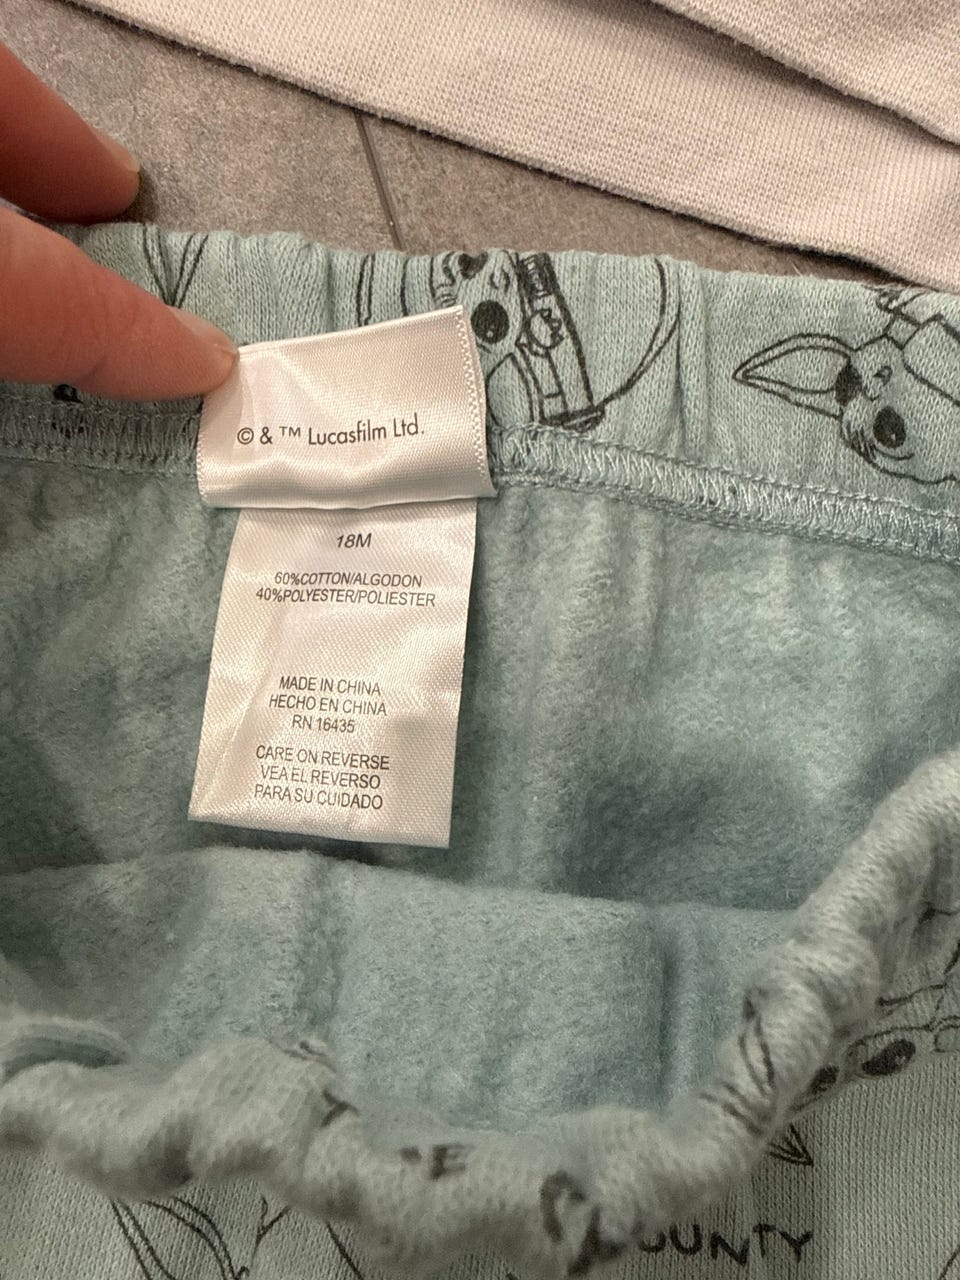 © & ™ Lucasfilm Ltd.
18M
60%COTTON/ALGODON
40%POLYESTER/POLIESTER
MADE IN CHINA
HECHO EN CHINA
RN 16435
CARE ON REVERSE
VEA EL REVERSO
PARA SU CUIDADO